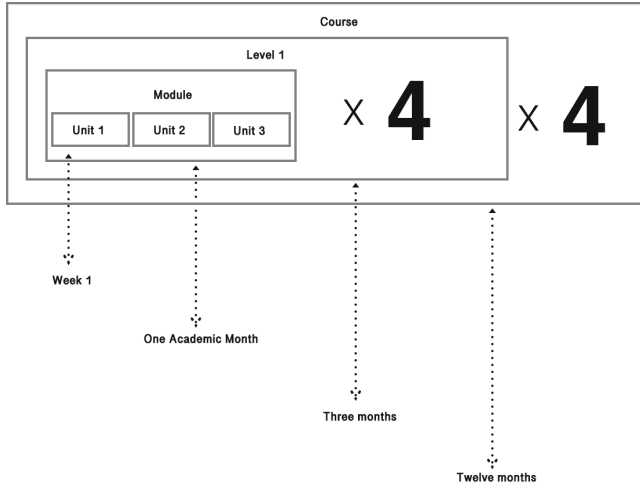 Course
Level 1
Module
Unit 1 Unit 2 Unit 3
X 4
X 4
Week 1
One Academic Month
Three months
Twelve months